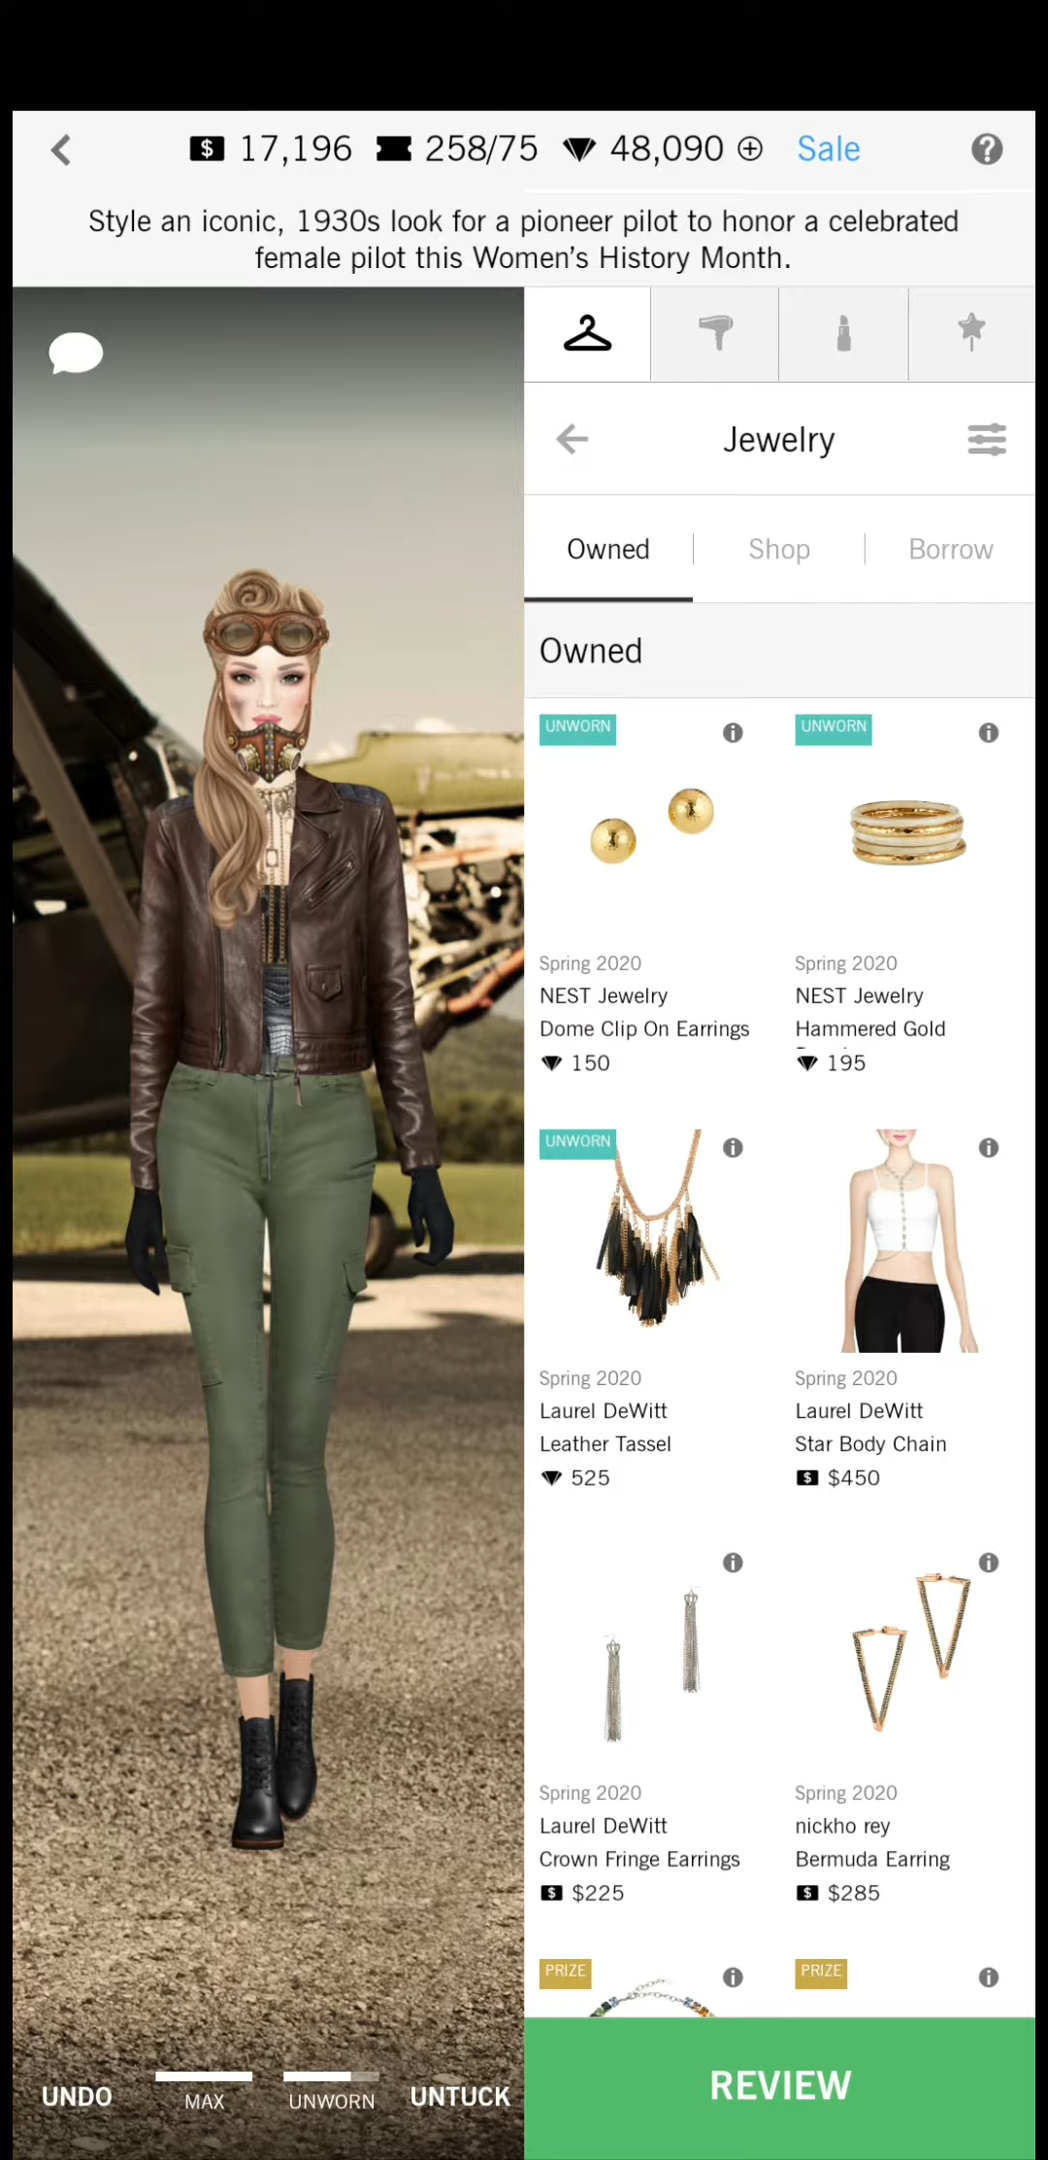 $ 17,196 258/75 48,090 Sale ?
Style an iconic, 1930s look for a pioneer pilot to honor a celebrated
female pilot this Women's History Month.
Jewelry
Owned Shop Borrow
Owned
UNWORN i UNWORN i
Spring 2020 Spring 2020
NEST Jewelry NEST Jewelry
Dome Clip On Earrings Hammered Gold
150 195
UNWORN i i
Spring 2020 Spring 2020
Laurel DeWitt Laurel DeWitt
Leather Tassel Star Body Chain
525 $ $450
i i
Spring 2020 Spring 2020
Laurel DeWitt nickho rey
Crown Fringe Earrings Bermuda Earring
$ $225 $ $285
PRIZE i PRIZE i
UNDO MAX UNWORN UNTUCK REVIEW